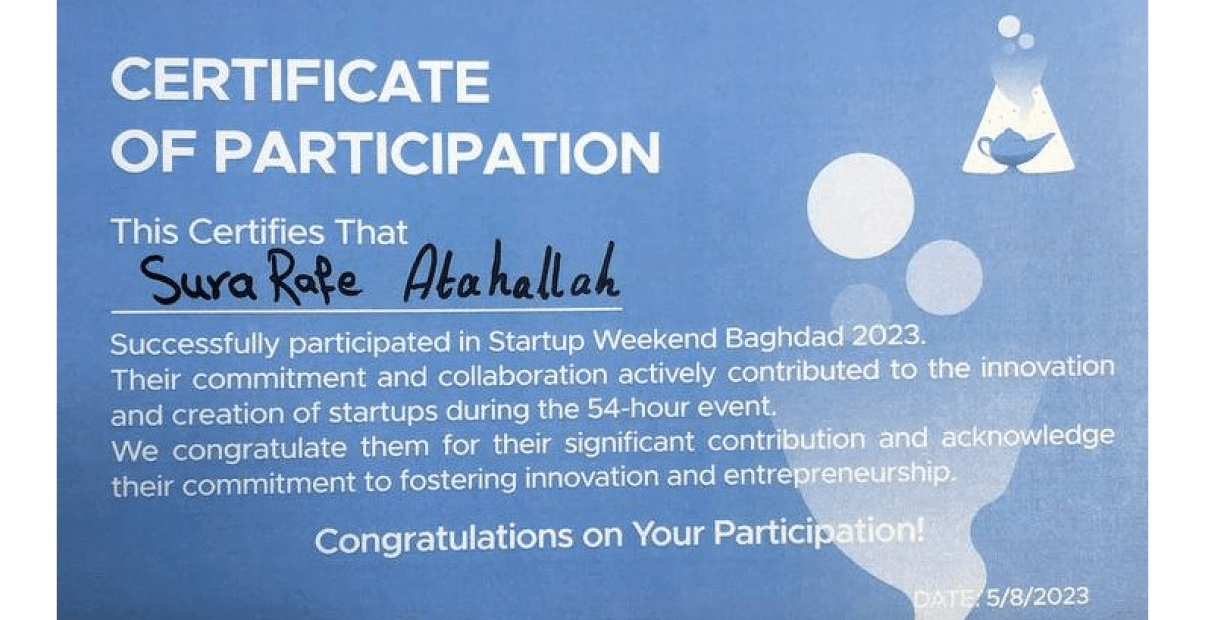 CERTIFICATE
OF PARTICIPATION
This Certifies That
Sura Rafe Atahallah
Successfully participated in Startup Weekend Baghdad 2023.
Their commitment and collaboration actively contributed to the innovation
and creation of startups during the 54-hour event.
We congratulate them for their significant contribution and acknowledge
their commitment to fostering innovation and entrepreneurship.
Congratulations on Your Participation!
DATE: 5/8/2023